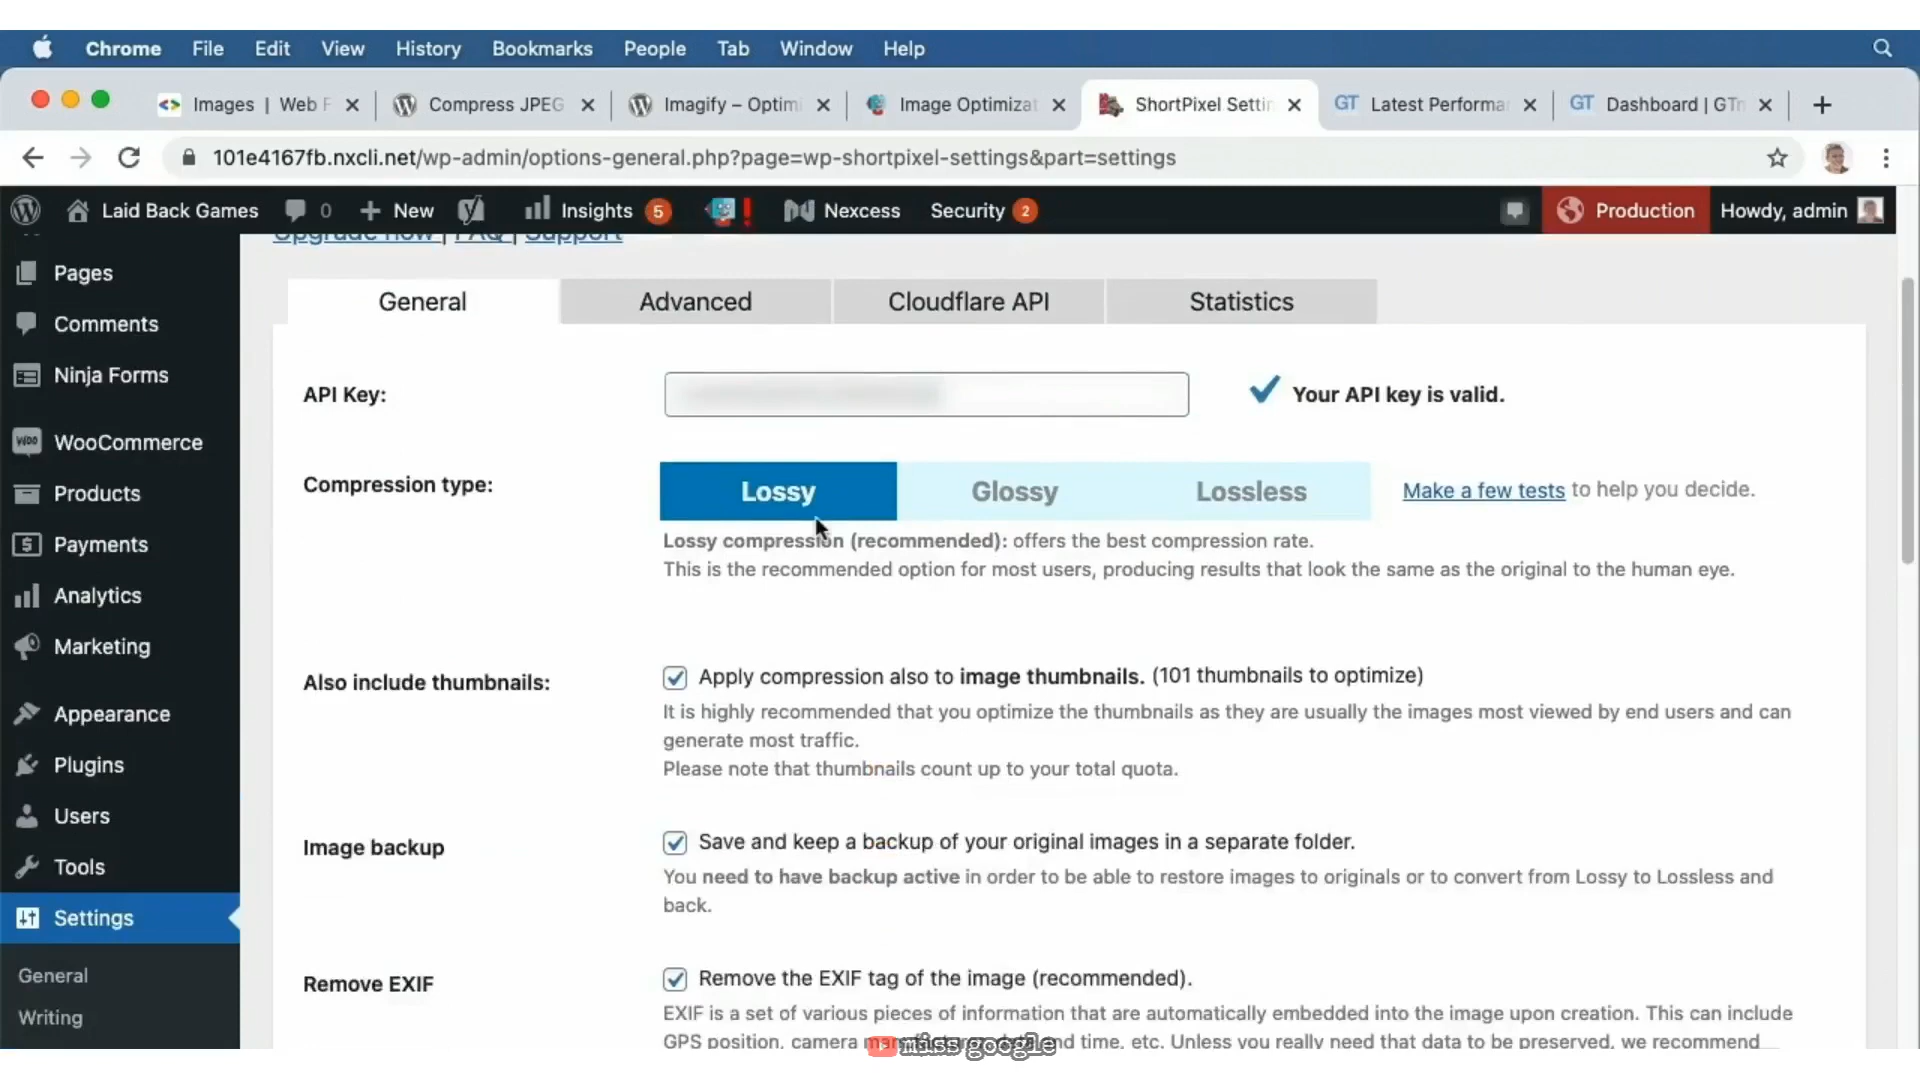 Chrome File Edit View History Bookmarks People Tab Window Help
Images | Web F Compress JPEG Imagify – Optimi Image Optimizat ShortPixel Settin GT Latest Performa GT Dashboard | GTm
101e4167fb.nxcli.net/wp-admin/options-general.php?page=wp-shortpixel-settings&part=settings
Laid Back Games 0 New Insights 5 Nexcess Security 2 Production Howdy, admin
Upgrade now | FAQ | Support
Pages
Comments
Ninja Forms
WooCommerce
Products
Payments
Analytics
Marketing
Appearance
Plugins
Users
Tools
Settings
General
Writing
General Advanced Cloudflare API Statistics
API Key: Your API key is valid.
Compression type: Lossy Glossy Lossless Make a few tests to help you decide.
Lossy compression (recommended): offers the best compression rate.
This is the recommended option for most users, producing results that look the same as the original to the human eye.
Also include thumbnails: Apply compression also to image thumbnails. (101 thumbnails to optimize)
It is highly recommended that you optimize the thumbnails as they are usually the images most viewed by end users and can
generate most traffic.
Please note that thumbnails count up to your total quota.
Image backup Save and keep a backup of your original images in a separate folder.
You need to have backup active in order to be able to restore images to originals or to convert from Lossy to Lossless and
back.
Remove EXIF Remove the EXIF tag of the image (recommended).
EXIF is a set of various pieces of information that are automatically embedded into the image upon creation. This can include
GPS position, camera and time, etc. Unless you really need that data to be preserved, we recommend
miss google